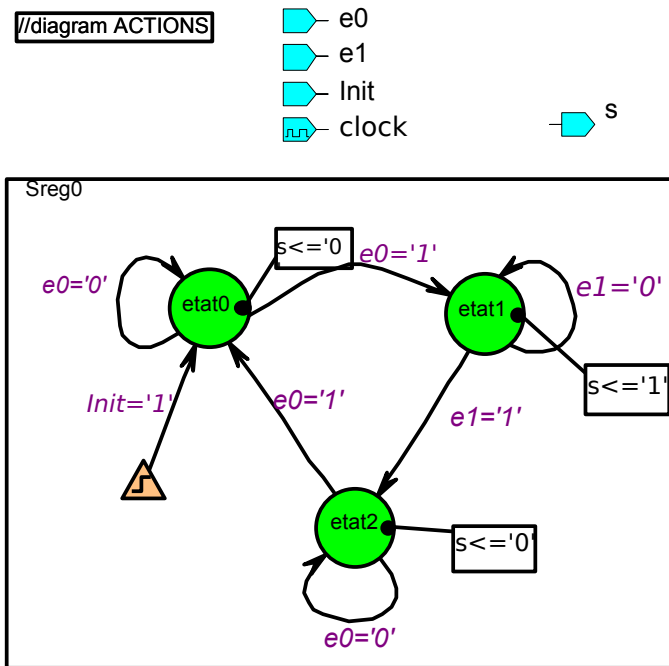 //diagram ACTIONS
e0
e1
Init
clock
s
Sreg0
s<='0
e0='1'
e0='0'
etat0
etat1
e1='0'
Init='1'
e0='1'
e1='1'
s<='1'
etat2
s<='0'
e0='0'